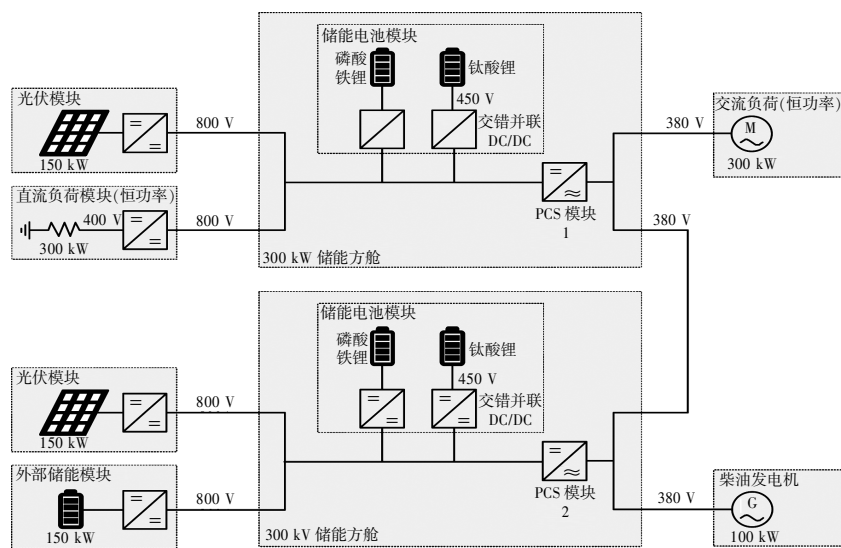 储能电池模块
磷酸
铁锂
钛酸锂
450 V
交错并联
DC/DC
光伏模块
150 kW
800 V
直流负荷模块(恒功率)
400 V
300 kW
800 V
PCS 模块
1
300 kW 储能方舱
380 V
交流负荷(恒功率)
M
300 kW
380 V
储能电池模块
磷酸
铁锂
钛酸锂
450 V
交错并联
DC/DC
光伏模块
150 kW
800 V
外部储能模块
150 kW
800 V
PCS 模块
2
300 kV 储能方舱
380 V
柴油发电机
G
100 kW